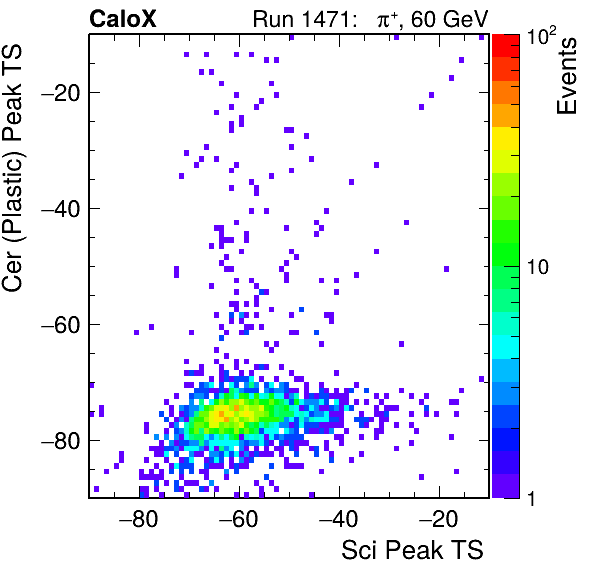 CaloX Run 1471: π⁺, 60 GeV
Cer (Plastic) Peak TS
−20
−40
−60
−80
−80 −60 −40 −20
Sci Peak TS
10²
10
1
Events